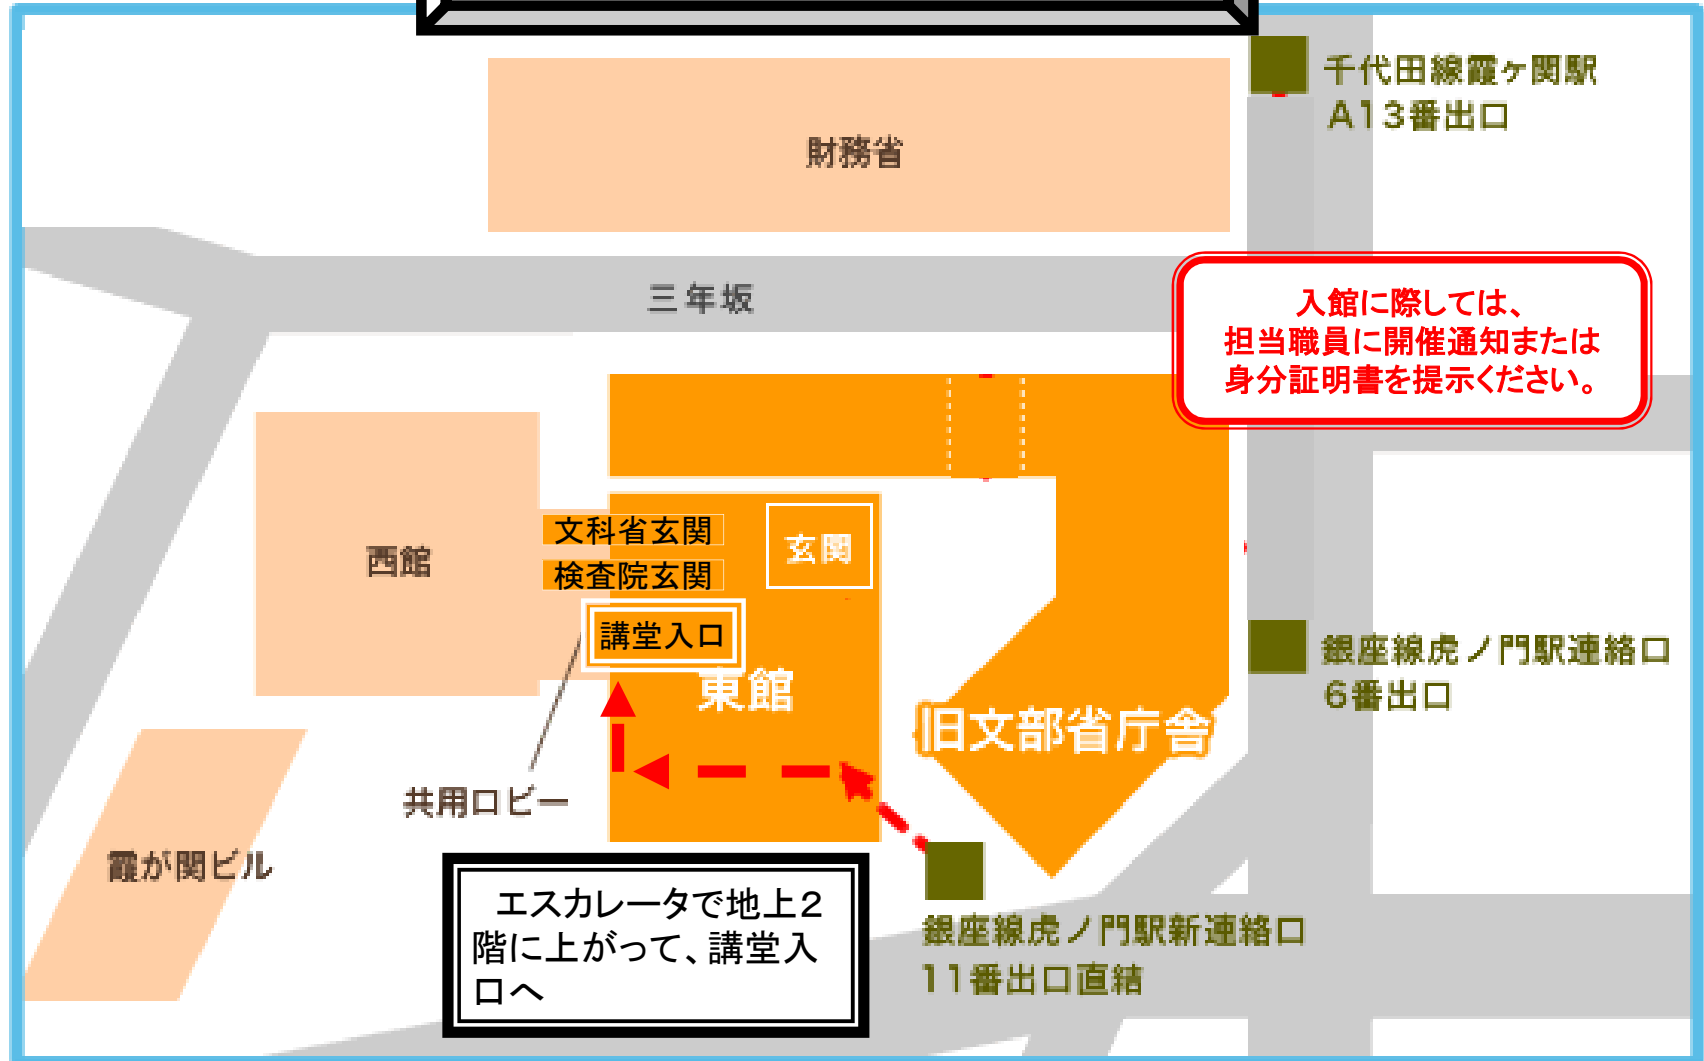 千代田線霞ヶ関駅
A13番出口
財務省
三年坂
入館に際しては、
担当職員に開催通知または
身分証明書を提示ください。
文科省玄関
玄関
西館
検査院玄関
講堂入口
東館
銀座線虎ノ門駅連絡口
6番出口
旧文部省庁舎
共用ロビー
霞が関ビル
エスカレータで地上2
階に上がって、講堂入
口へ
銀座線虎ノ門駅新連絡口
11番出口直結